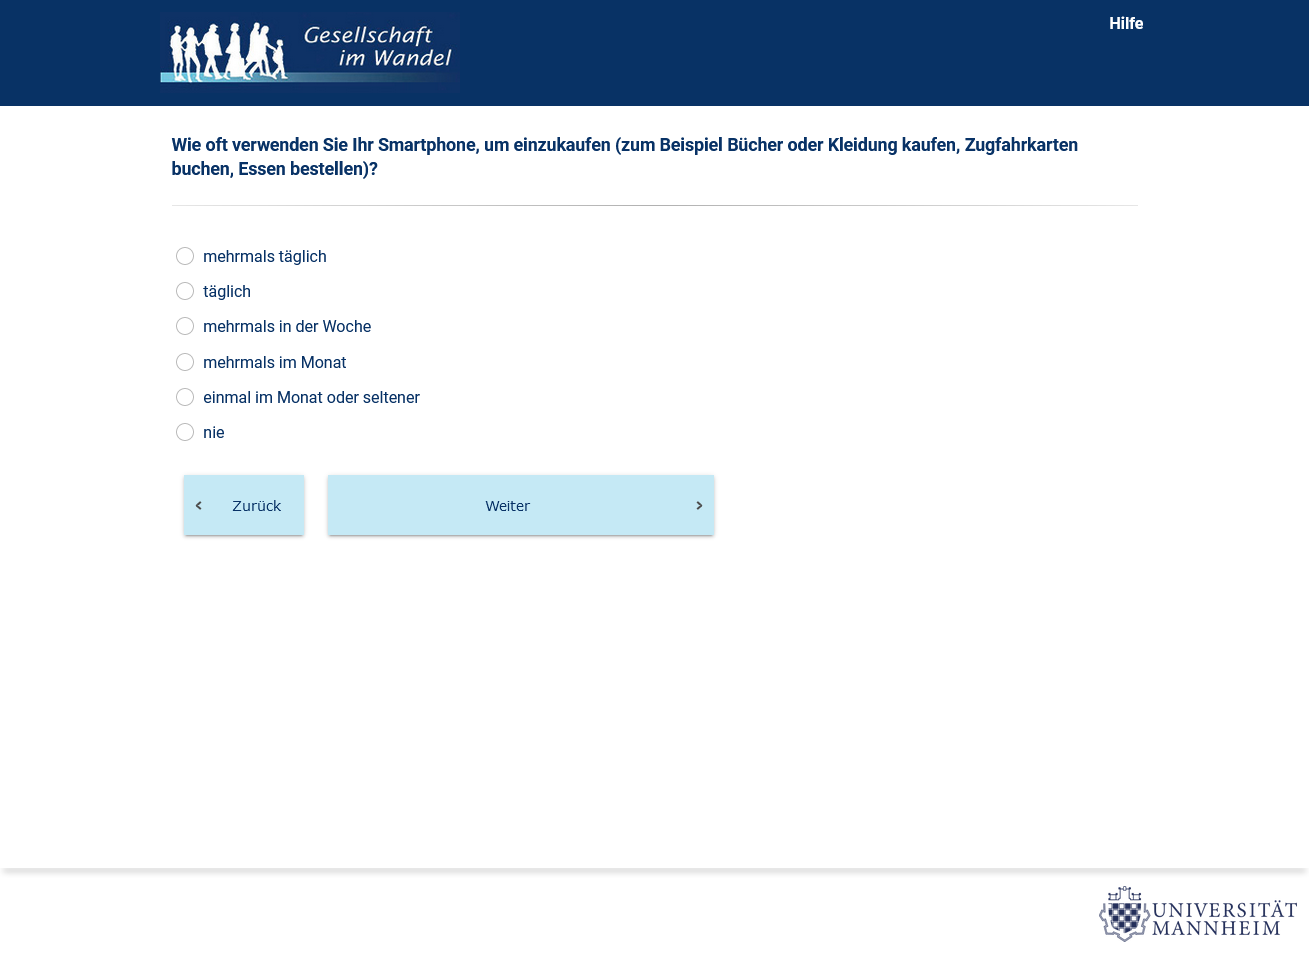 Gesellschaft
im Wandel
Hilfe
Wie oft verwenden Sie Ihr Smartphone, um einzukaufen (zum Beispiel Bücher oder Kleidung kaufen, Zugfahrkarten
buchen, Essen bestellen)?
mehrmals täglich
täglich
mehrmals in der Woche
mehrmals im Monat
einmal im Monat oder seltener
nie
Zurück
Weiter
UNIVERSITÄT
MANNHEIM